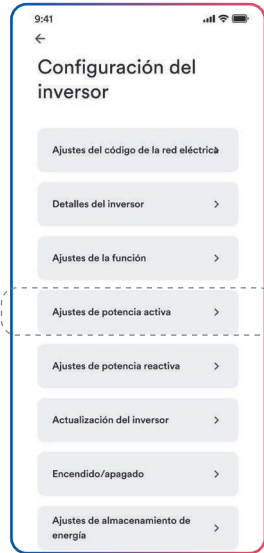 9:41
Configuración del
inversor
Ajustes del código de la red eléctrica
Detalles del inversor
Ajustes de la función
Ajustes de potencia activa
Ajustes de potencia reactiva
Actualización del inversor
Encendido/apagado
Ajustes de almacenamiento de
energía